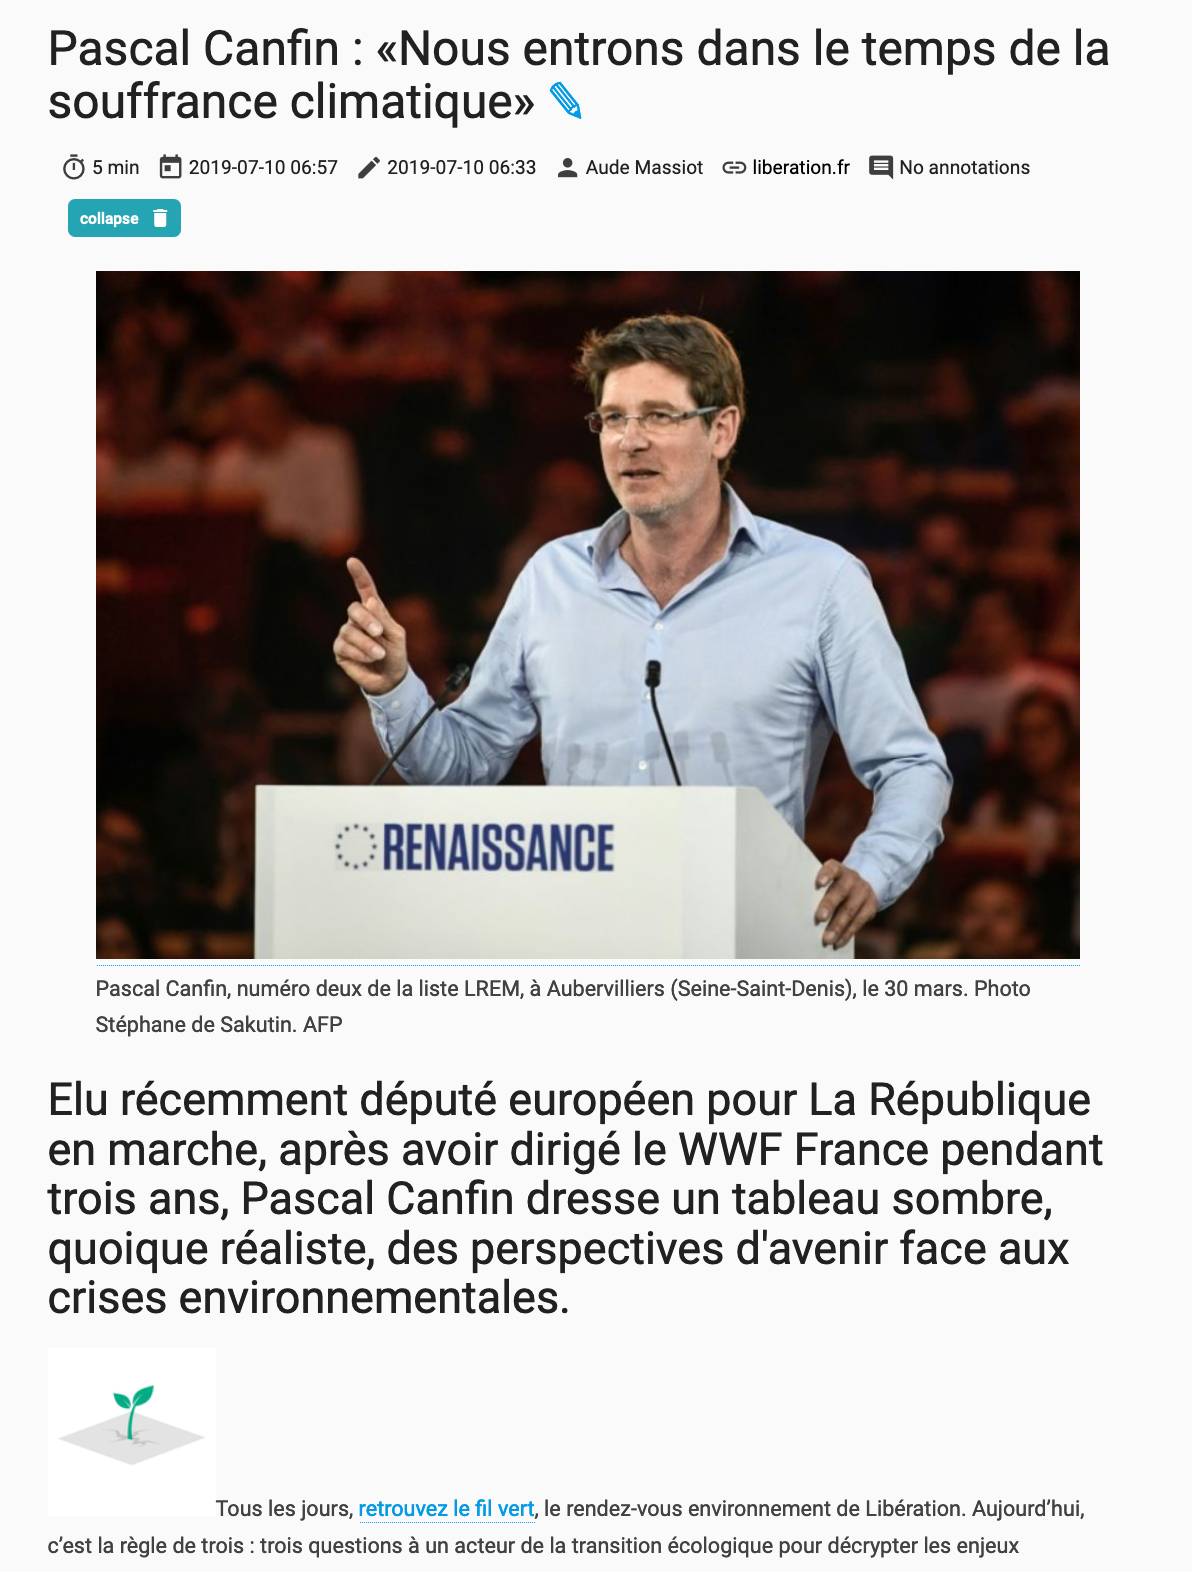 Pascal Canfin : «Nous entrons dans le temps de la
souffrance climatique»
5 min 2019-07-10 06:57 2019-07-10 06:33 Aude Massiot liberation.fr No annotations
collapse
RENAISSANCE
Pascal Canfin, numéro deux de la liste LREM, à Aubervilliers (Seine-Saint-Denis), le 30 mars. Photo
Stéphane de Sakutin. AFP
Elu récemment député européen pour La République
en marche, après avoir dirigé le WWF France pendant
trois ans, Pascal Canfin dresse un tableau sombre,
quoique réaliste, des perspectives d'avenir face aux
crises environnementales.
Tous les jours, retrouvez le fil vert, le rendez-vous environnement de Libération. Aujourd’hui,
c’est la règle de trois : trois questions à un acteur de la transition écologique pour décrypter les enjeux